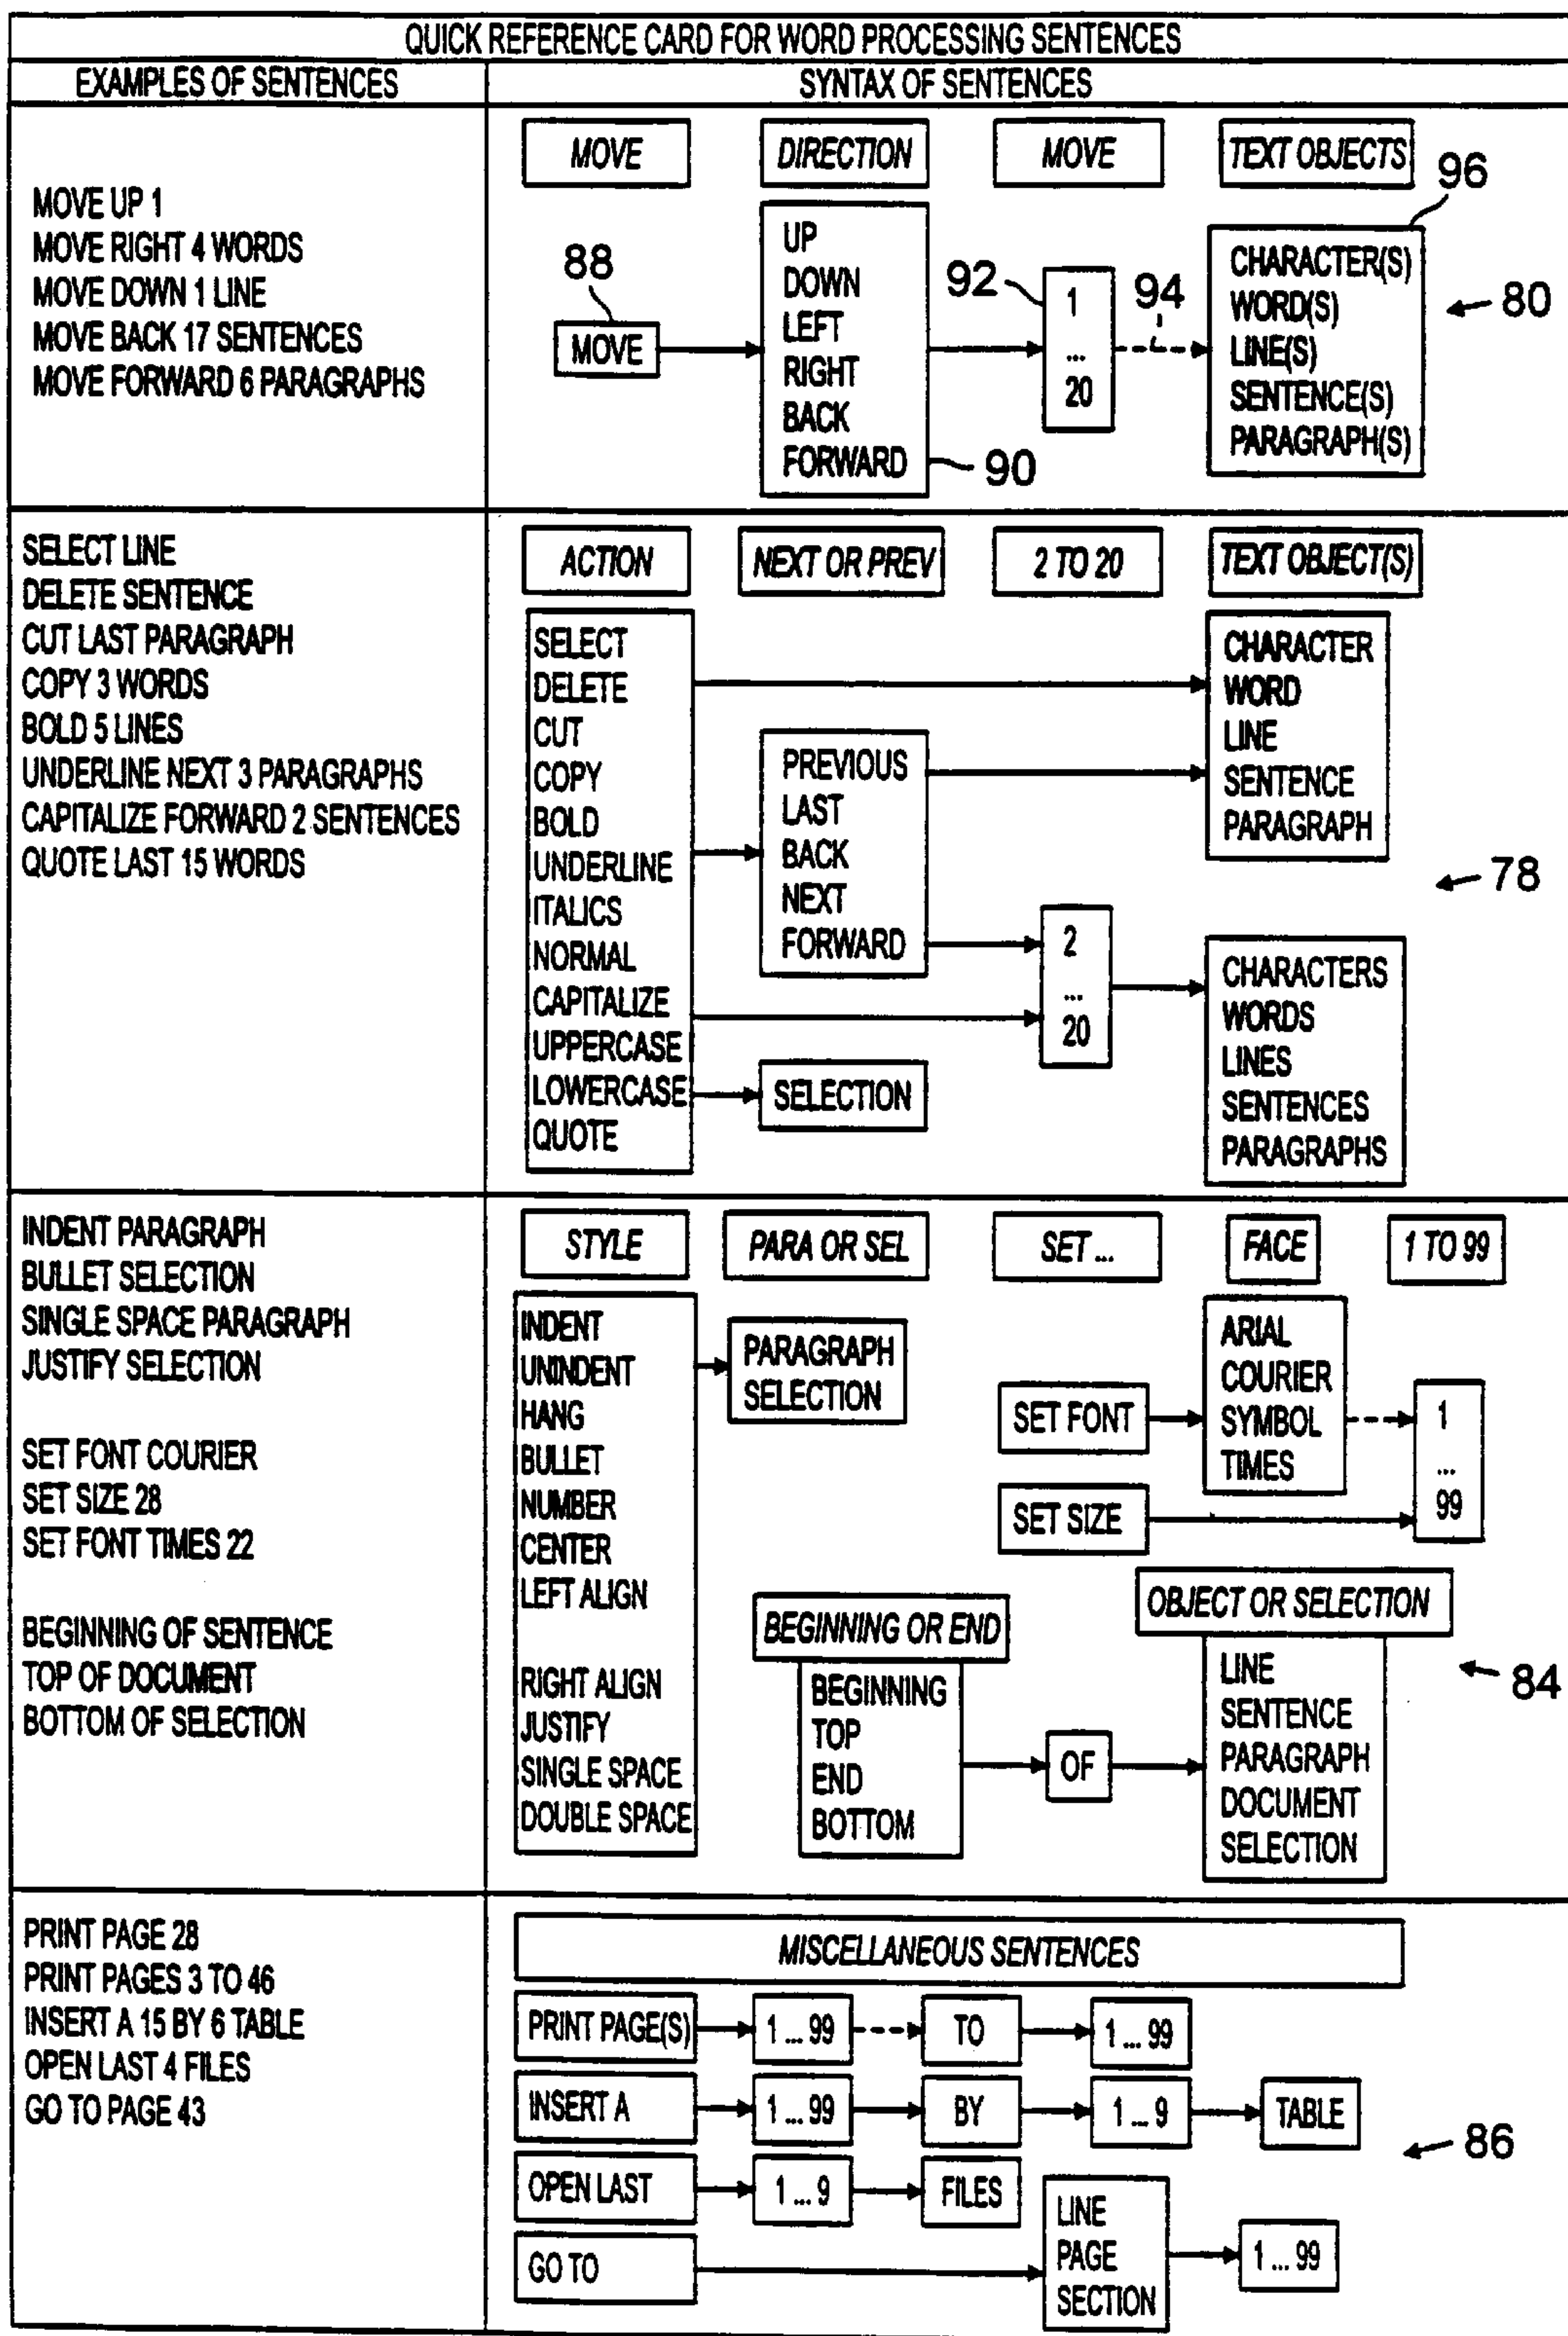 QUICK REFERENCE CARD FOR WORD PROCESSING SENTENCES
EXAMPLES OF SENTENCES
SYNTAX OF SENTENCES
MOVE UP 1
MOVE RIGHT 4 WORDS
MOVE DOWN 1 LINE
MOVE BACK 17 SENTENCES
MOVE FORWARD 6 PARAGRAPHS
MOVE
DIRECTION
MOVE
TEXT OBJECTS
88
MOVE
UP
DOWN
LEFT
RIGHT
BACK
FORWARD
90
92
1
...
20
94
96
CHARACTER(S)
WORD(S)
LINE(S)
SENTENCE(S)
PARAGRAPH(S)
80
SELECT LINE
DELETE SENTENCE
CUT LAST PARAGRAPH
COPY 3 WORDS
BOLD 5 LINES
UNDERLINE NEXT 3 PARAGRAPHS
CAPITALIZE FORWARD 2 SENTENCES
QUOTE LAST 15 WORDS
ACTION
NEXT OR PREV
2 TO 20
TEXT OBJECT(S)
SELECT
DELETE
CUT
COPY
BOLD
UNDERLINE
ITALICS
NORMAL
CAPITALIZE
UPPERCASE
LOWERCASE
QUOTE
PREVIOUS
LAST
BACK
NEXT
FORWARD
SELECTION
2
...
20
CHARACTER
WORD
LINE
SENTENCE
PARAGRAPH
78
CHARACTERS
WORDS
LINES
SENTENCES
PARAGRAPHS
INDENT PARAGRAPH
BULLET SELECTION
SINGLE SPACE PARAGRAPH
JUSTIFY SELECTION
SET FONT COURIER
SET SIZE 28
SET FONT TIMES 22
BEGINNING OF SENTENCE
TOP OF DOCUMENT
BOTTOM OF SELECTION
STYLE
PARA OR SEL
SET ...
FACE
1 TO 99
INDENT
UNINDENT
HANG
BULLET
NUMBER
CENTER
LEFT ALIGN
RIGHT ALIGN
JUSTIFY
SINGLE SPACE
DOUBLE SPACE
PARAGRAPH
SELECTION
SET FONT
SET SIZE
ARIAL
COURIER
SYMBOL
TIMES
1
...
99
BEGINNING OR END
BEGINNING
TOP
END
BOTTOM
OF
OBJECT OR SELECTION
LINE
SENTENCE
PARAGRAPH
DOCUMENT
SELECTION
84
PRINT PAGE 28
PRINT PAGES 3 TO 46
INSERT A 15 BY 6 TABLE
OPEN LAST 4 FILES
GO TO PAGE 43
MISCELLANEOUS SENTENCES
PRINT PAGE(S)
1 ... 99
TO
1 ... 99
INSERT A
1 ... 99
BY
1 ... 9
TABLE
86
OPEN LAST
1 ... 9
FILES
GO TO
LINE
PAGE
SECTION
1 ... 99